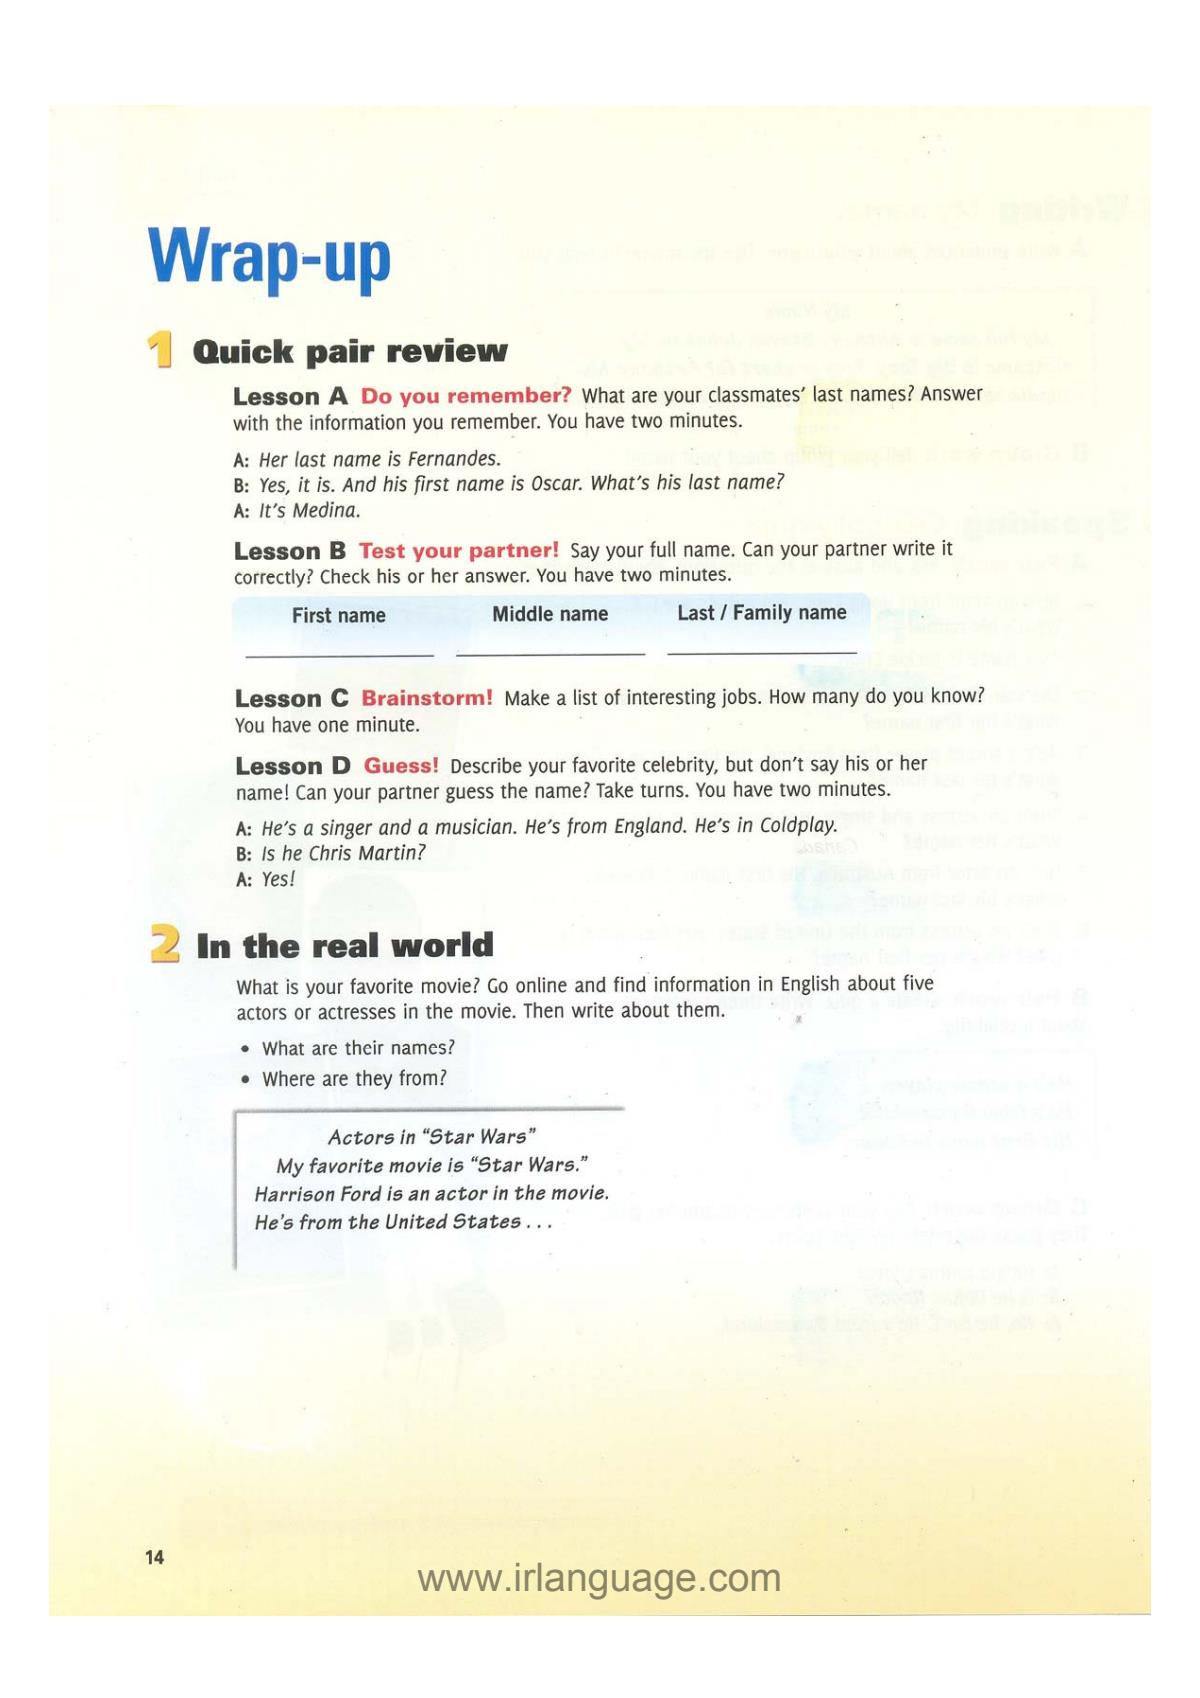 Wrap-up
1 Quick pair review
Lesson A Do you remember? What are your classmates' last names? Answer
with the information you remember. You have two minutes.
A: Her last name is Fernandes.
B: Yes, it is. And his first name is Oscar. What's his last name?
A: It's Medina.
Lesson B Test your partner! Say your full name. Can your partner write it
correctly? Check his or her answer. You have two minutes.
First name Middle name Last / Family name
Lesson C Brainstorm! Make a list of interesting jobs. How many do you know?
You have one minute.
Lesson D Guess! Describe your favorite celebrity, but don't say his or her
name! Can your partner guess the name? Take turns. You have two minutes.
A: He's a singer and a musician. He's from England. He's in Coldplay.
B: Is he Chris Martin?
A: Yes!
2 In the real world
What is your favorite movie? Go online and find information in English about five
actors or actresses in the movie. Then write about them.
• What are their names?
• Where are they from?
Actors in "Star Wars"
My favorite movie is "Star Wars."
Harrison Ford is an actor in the movie.
He's from the United States . . .
14
www.irlanguage.com